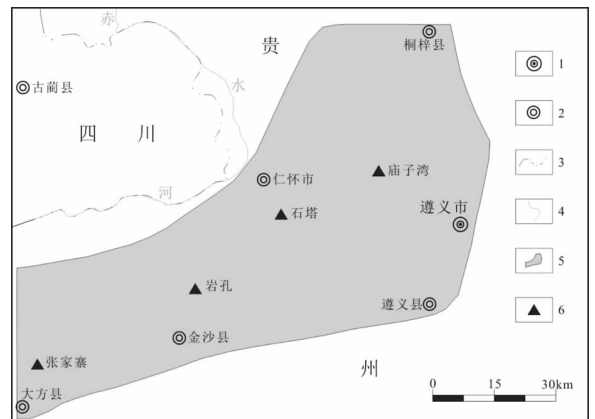 赤
贵
桐梓县
1
古蔺县
水
2
四 川
3
庙子湾
仁怀市
河
遵义市
石塔
4
5
岩孔
遵义县
6
金沙县
张家寨
州
大方县
0 15 30km